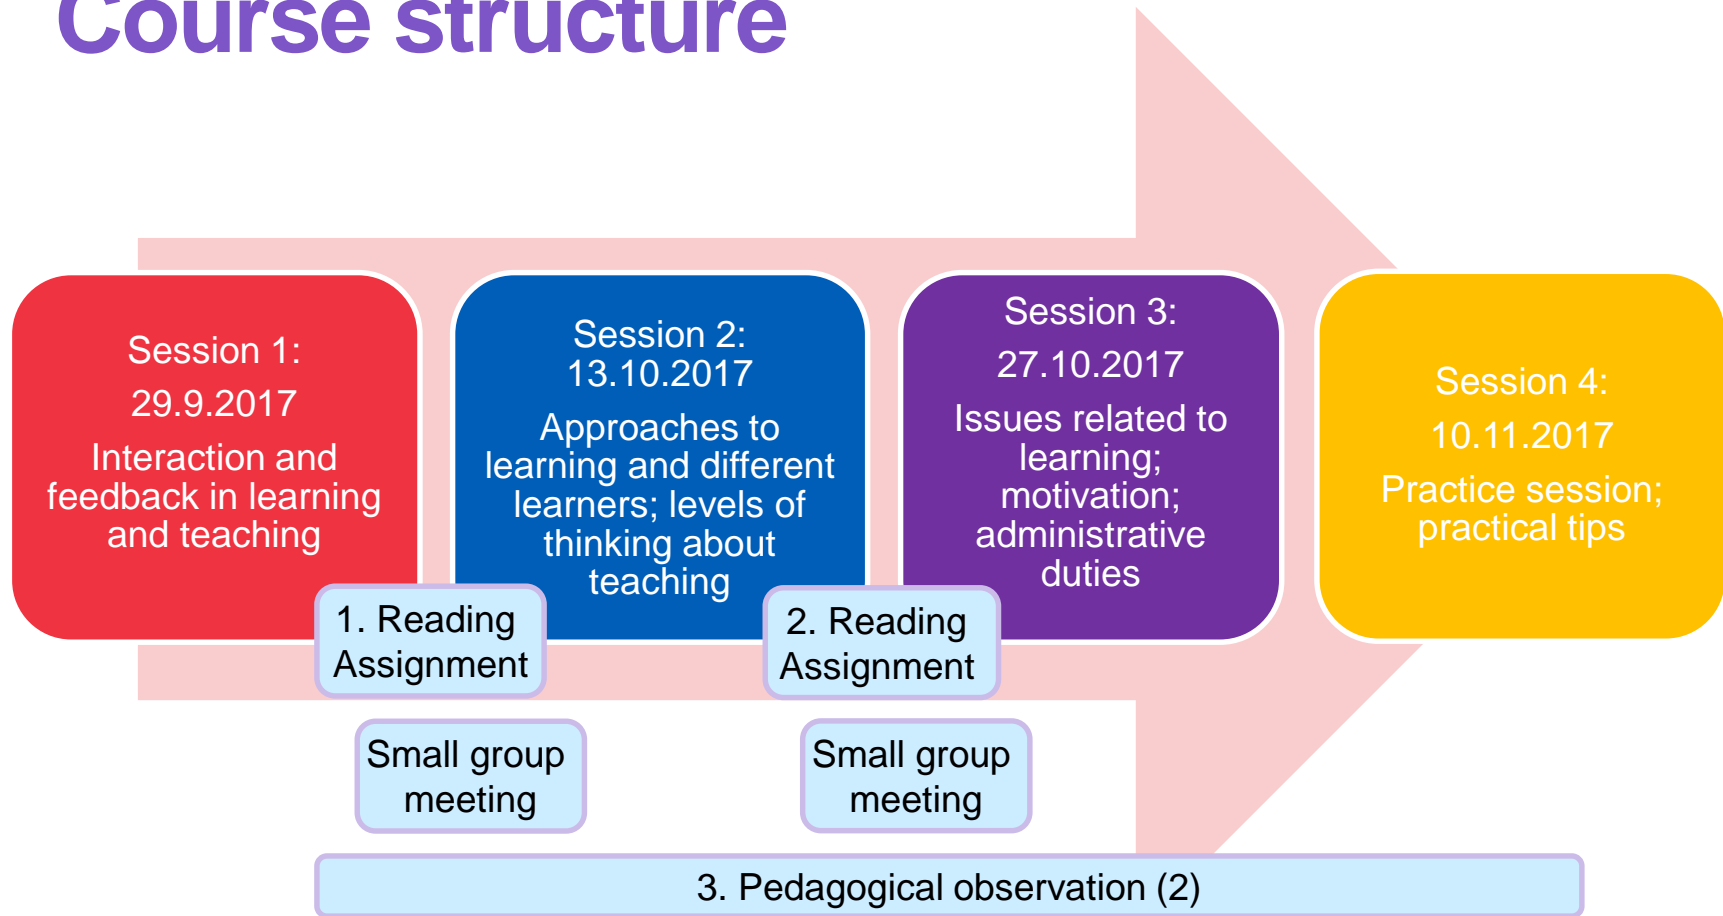 Course structure
Session 1:
29.9.2017
Interaction and
feedback in learning
and teaching
Session 2:
13.10.2017
Approaches to
learning and different
learners; levels of
thinking about
teaching
Session 3:
27.10.2017
Issues related to
learning;
motivation;
administrative
duties
Session 4:
10.11.2017
Practice session;
practical tips
1. Reading
Assignment
2. Reading
Assignment
Small group
meeting
Small group
meeting
3. Pedagogical observation (2)